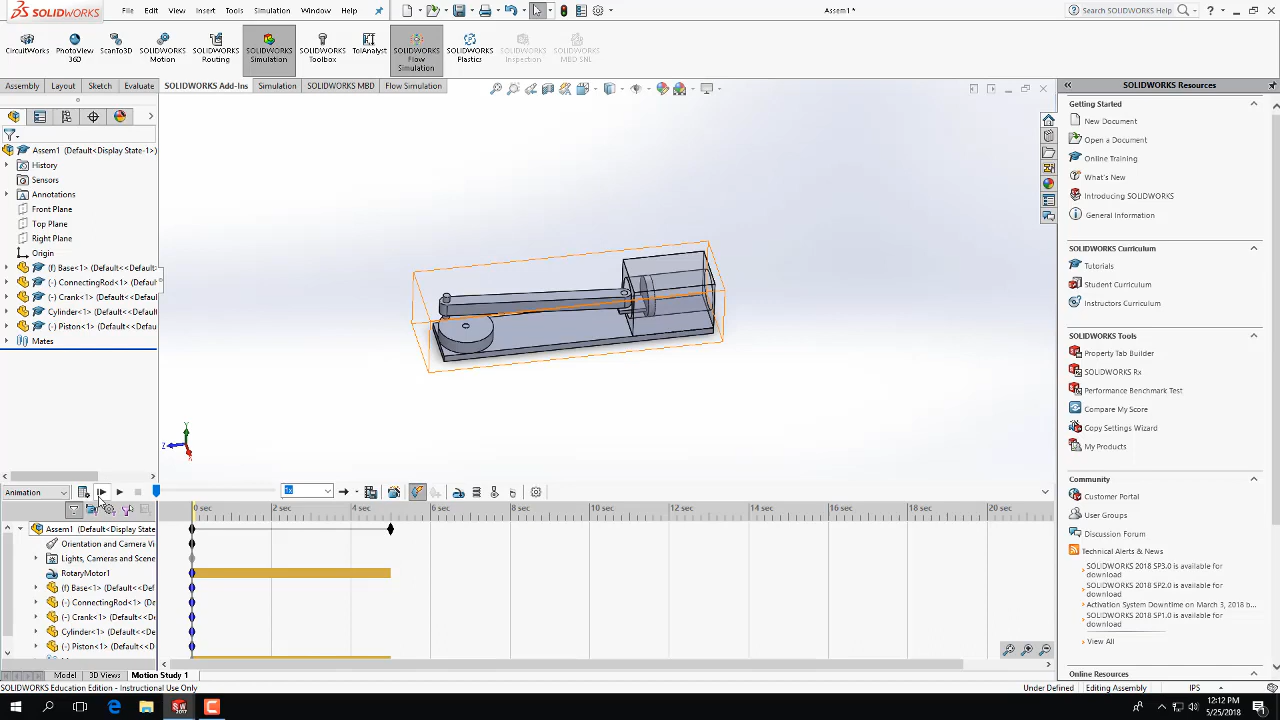 SOLIDWORKS
File Edit View Insert Tools Simulation Window Help
Assem1 *
Search SOLIDWORKS Help
CircuitWorks
PhotoView 360
ScanTo3D
SOLIDWORKS Motion
SOLIDWORKS Routing
SOLIDWORKS Simulation
SOLIDWORKS Toolbox
TolAnalyst
SOLIDWORKS Flow Simulation
SOLIDWORKS Plastics
SOLIDWORKS Inspection
SOLIDWORKS MBD SNL
Assembly Layout Sketch Evaluate SOLIDWORKS Add-Ins Simulation SOLIDWORKS MBD Flow Simulation
Assem1 (Default<Display State-1>)
History
Sensors
Annotations
Front Plane
Top Plane
Right Plane
Origin
(f) Base<1> (Default<<Default
(-) ConnectingRod<1> (Default
(-) Crank<1> (Default<<Defaul
Cylinder<1> (Default<<Default
(-) Piston<1> (Default<<Defaul
Mates
Y
Z
SOLIDWORKS Resources
Getting Started
New Document
Open a Document
Online Training
What's New
Introducing SOLIDWORKS
General Information
SOLIDWORKS Curriculum
Tutorials
Student Curriculum
Instructors Curriculum
SOLIDWORKS Tools
Property Tab Builder
SOLIDWORKS Rx
Performance Benchmark Test
Compare My Score
Copy Settings Wizard
My Products
Community
Customer Portal
User Groups
Discussion Forum
Technical Alerts & News
SOLIDWORKS 2018 SP3.0 is available for download
SOLIDWORKS 2018 SP2.0 is available for download
Activation System Downtime on March 3, 2018 b...
SOLIDWORKS 2018 SP1.0 is available for download
View All
Online Resources
Animation
0 sec 2 sec 4 sec 6 sec 8 sec 10 sec 12 sec 14 sec 16 sec 18 sec 20 sec
Assem1 (Default<Display State
Orientation and Camera Vi
Lights, Cameras and Scene
RotaryMotor1
(f) Base<1> (Default<<Def
(-) ConnectingRod<1> (De
(-) Crank<1> (Default<<D
Cylinder<1> (Default<<De
(-) Piston<1> (Default<<D
Model 3D Views Motion Study 1
SOLIDWORKS Education Edition - Instructional Use Only
Under Defined Editing Assembly IPS
12:12 PM
5/25/2018